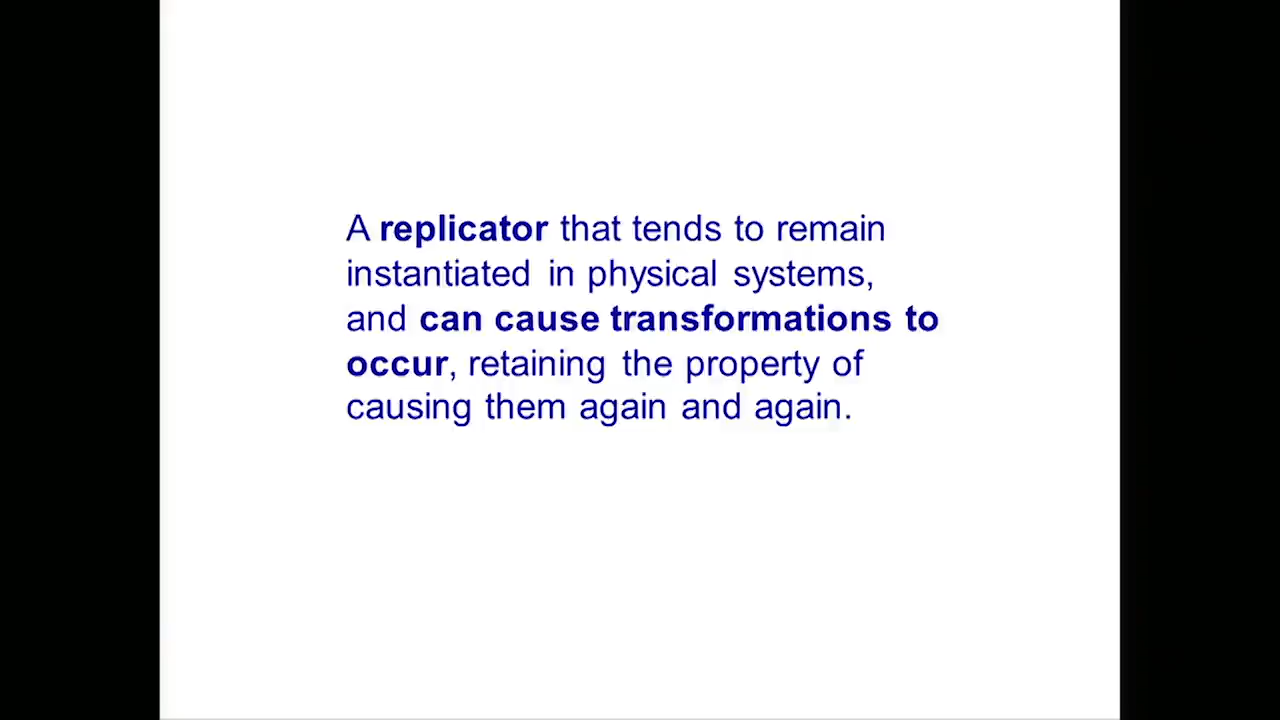 A replicator that tends to remain
instantiated in physical systems,
and can cause transformations to
occur, retaining the property of
causing them again and again.